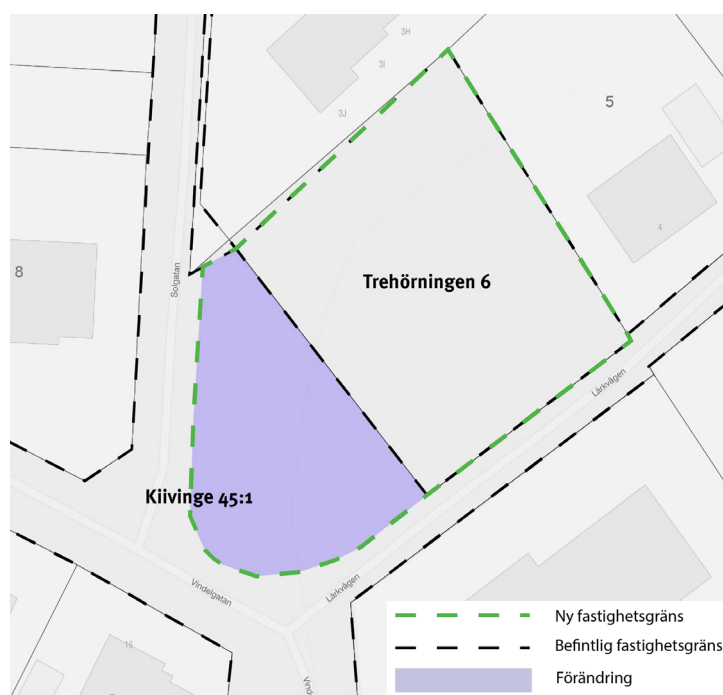 3H
3I
3J
5
4
8
Solgatan
Trehörningen 6
Lärkvägen
Kiivinge 45:1
Vindelgatan
Lärkvägen
16
Ny fastighetsgräns
Befintlig fastighetsgräns
Förändring